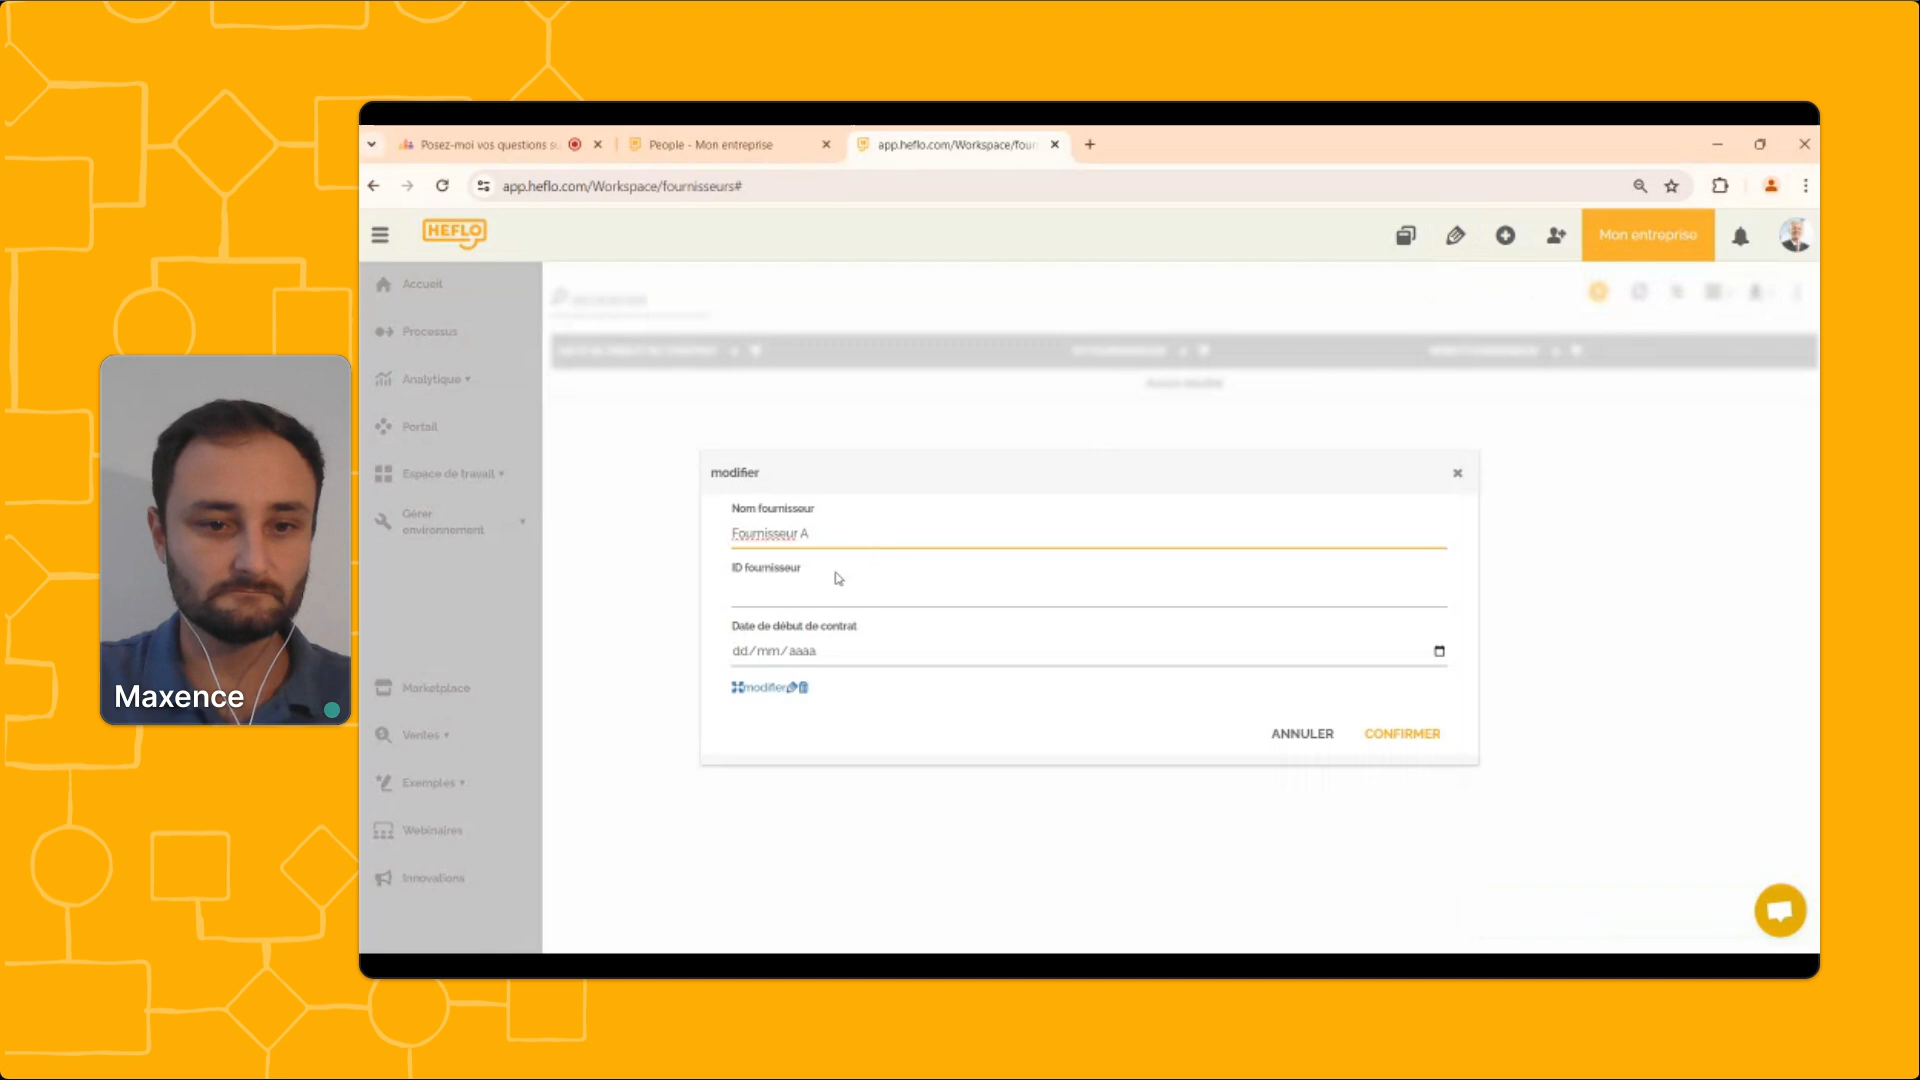 Posez-moi vos questions su
People - Mon entreprise
app.heflo.com/Workspace/four
app.heflo.com/Workspace/fournisseurs#
HEFLO
Mon entreprise
Accueil
Processus
Analytique
Portail
Espace de travail
Gérer
environnement
Marketplace
Ventes
Exemples
Webinaires
Innovations
modifier
Nom fournisseur
Fournisseur A
ID fournisseur
Date de début de contrat
dd/mm/aaaa
modifier
ANNULER
CONFIRMER
Maxence